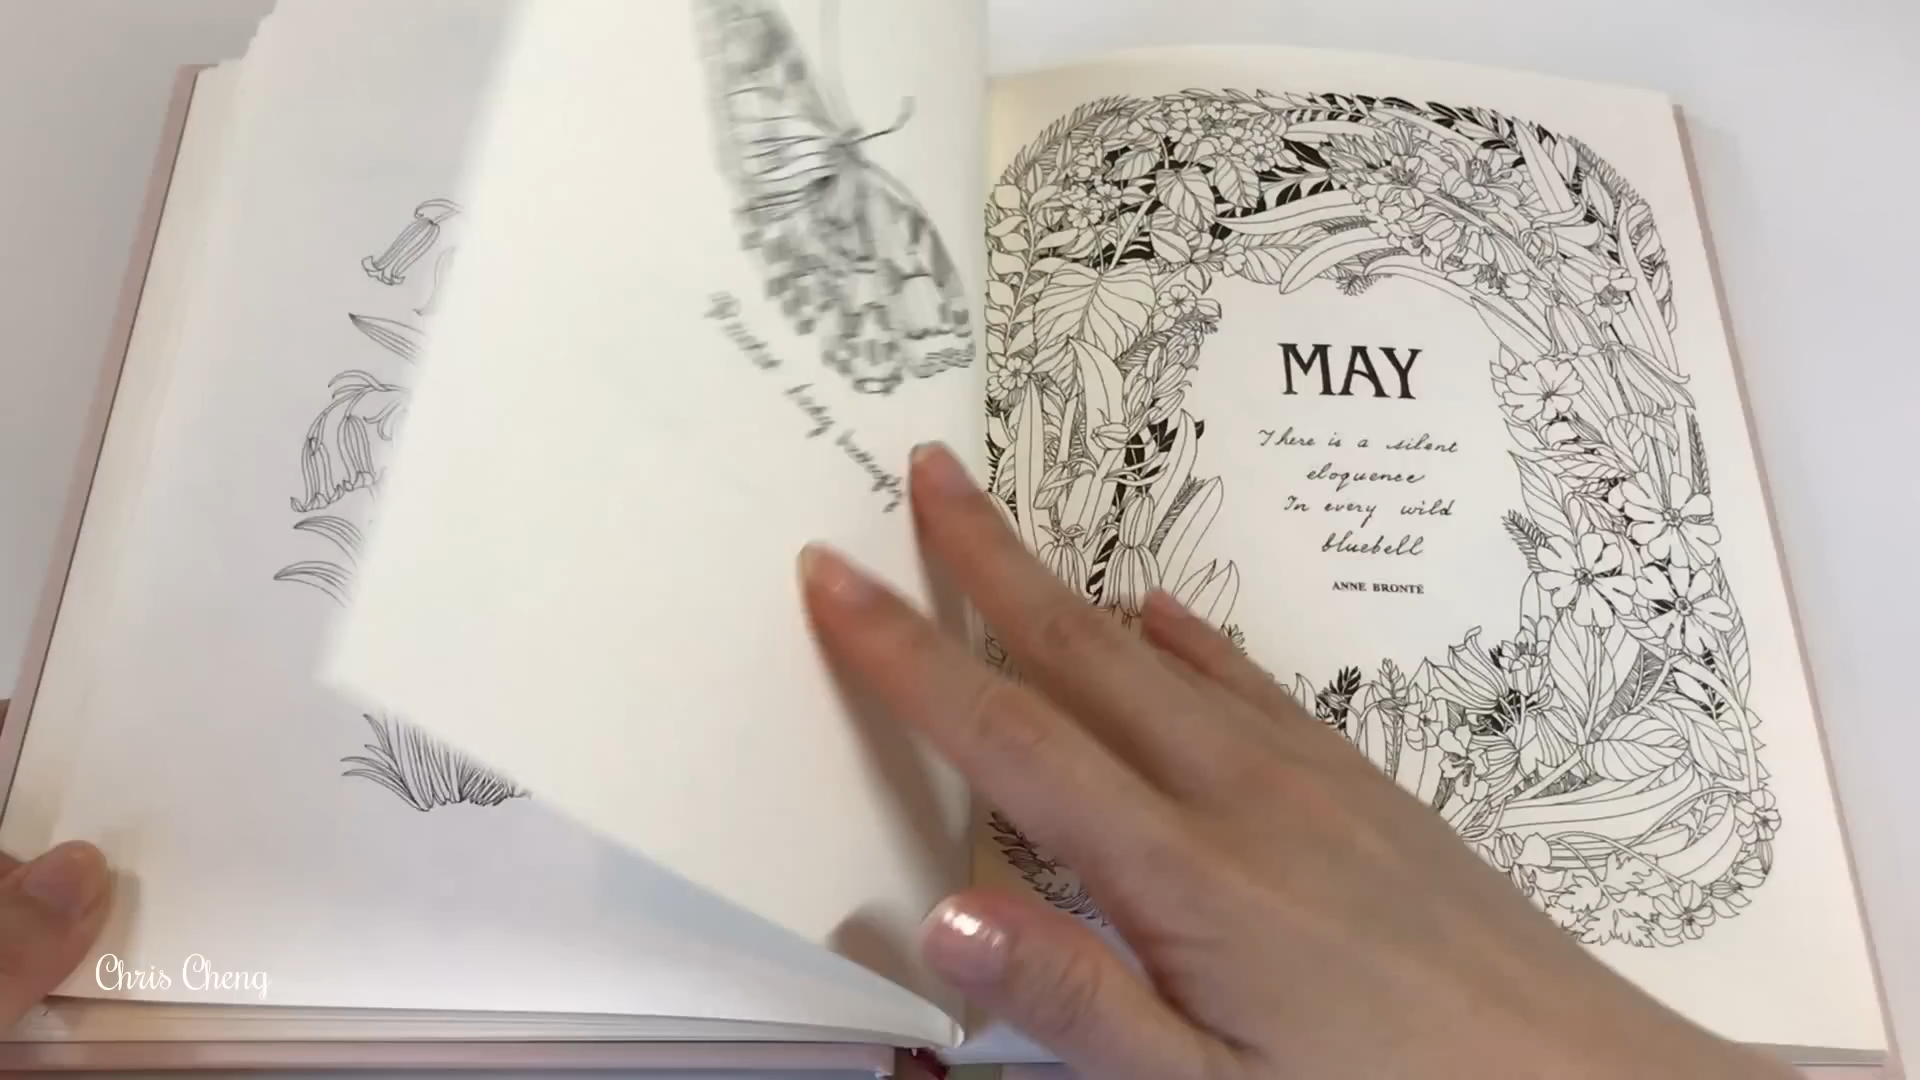 MAY
There is a silent
eloquence
In every wild
bluebell
ANNE BRONTË
Chris Cheng